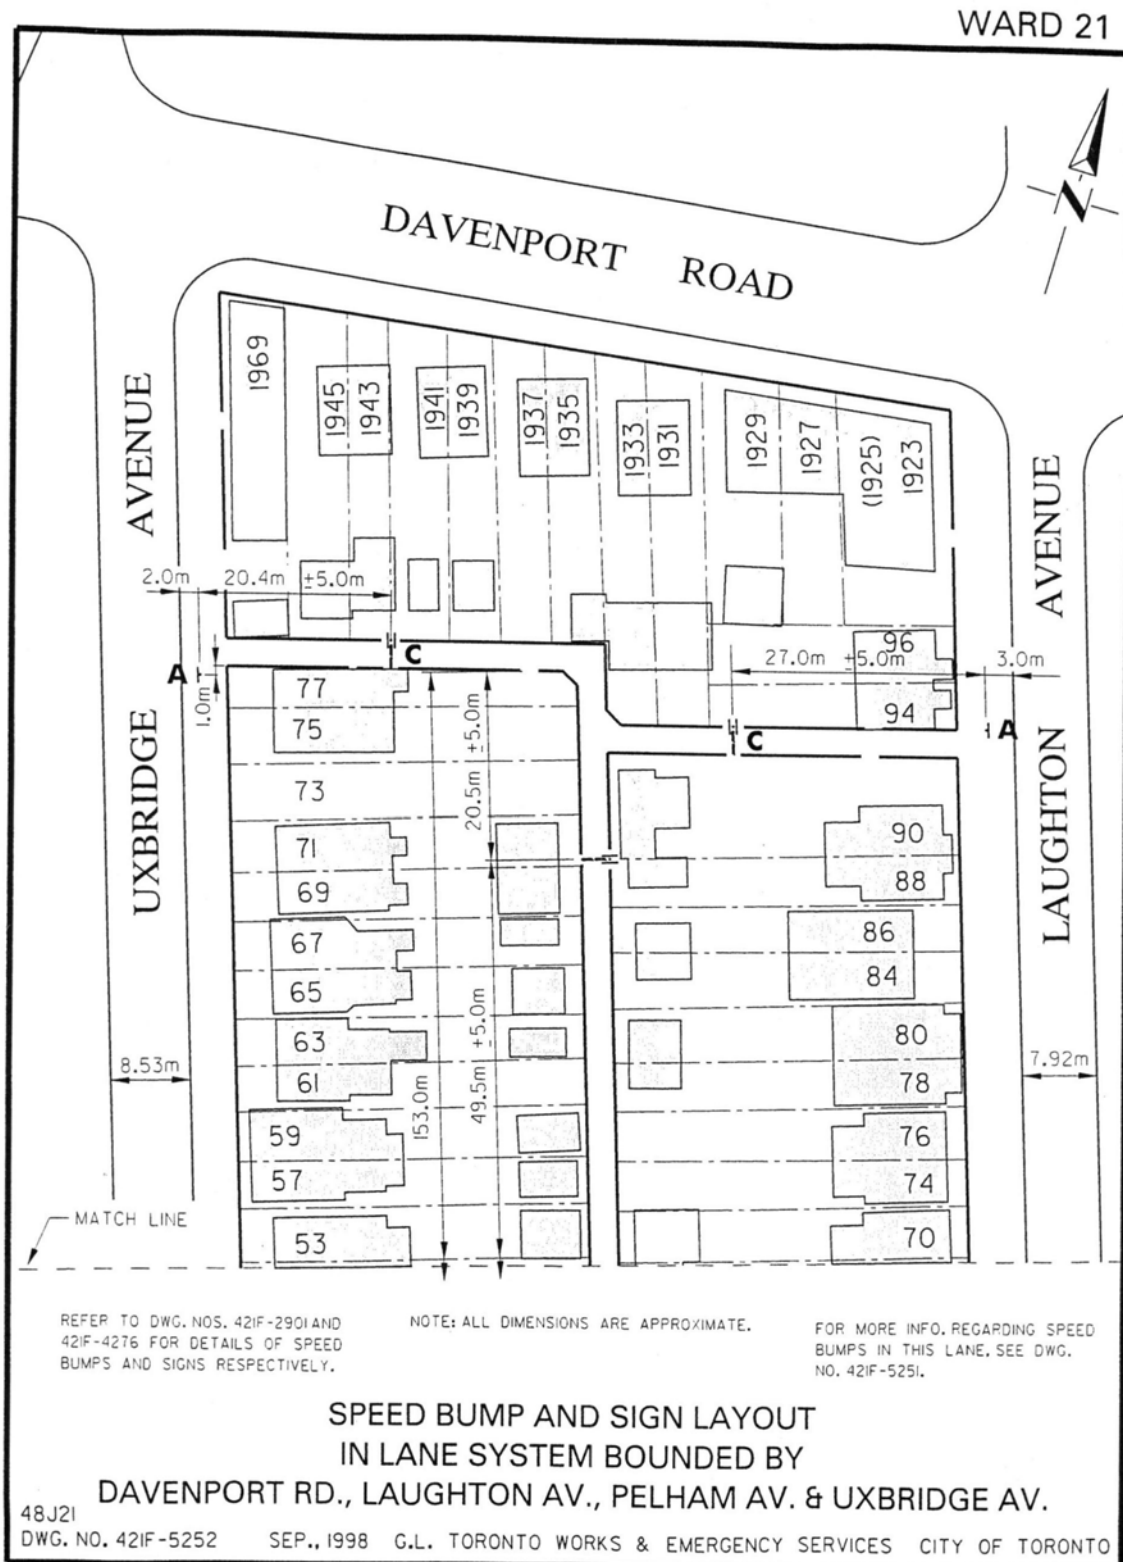 WARD 21
DAVENPORT ROAD
N
UXBRIDGE AVENUE
LAUGHTON AVENUE
1969
1945
1943
1941
1939
1937
1935
1933
1931
1929
1927
(1925)
1923
2.0m
20.4m ±5.0m
C
A
1.0m
96
94
27.0m ±5.0m
3.0m
C
A
77
75
73
71
69
67
65
63
61
59
57
53
20.5m ±5.0m
49.5m ±5.0m
153.0m
90
88
86
84
80
78
76
74
70
8.53m
7.92m
MATCH LINE
REFER TO DWG. NOS. 421F-2901 AND
421F-4276 FOR DETAILS OF SPEED
BUMPS AND SIGNS RESPECTIVELY.
NOTE: ALL DIMENSIONS ARE APPROXIMATE.
FOR MORE INFO. REGARDING SPEED
BUMPS IN THIS LANE, SEE DWG.
NO. 421F-5251.
SPEED BUMP AND SIGN LAYOUT
IN LANE SYSTEM BOUNDED BY
DAVENPORT RD., LAUGHTON AV., PELHAM AV. & UXBRIDGE AV.
48J21
DWG. NO. 421F-5252 SEP., 1998 G.L. TORONTO WORKS & EMERGENCY SERVICES CITY OF TORONTO